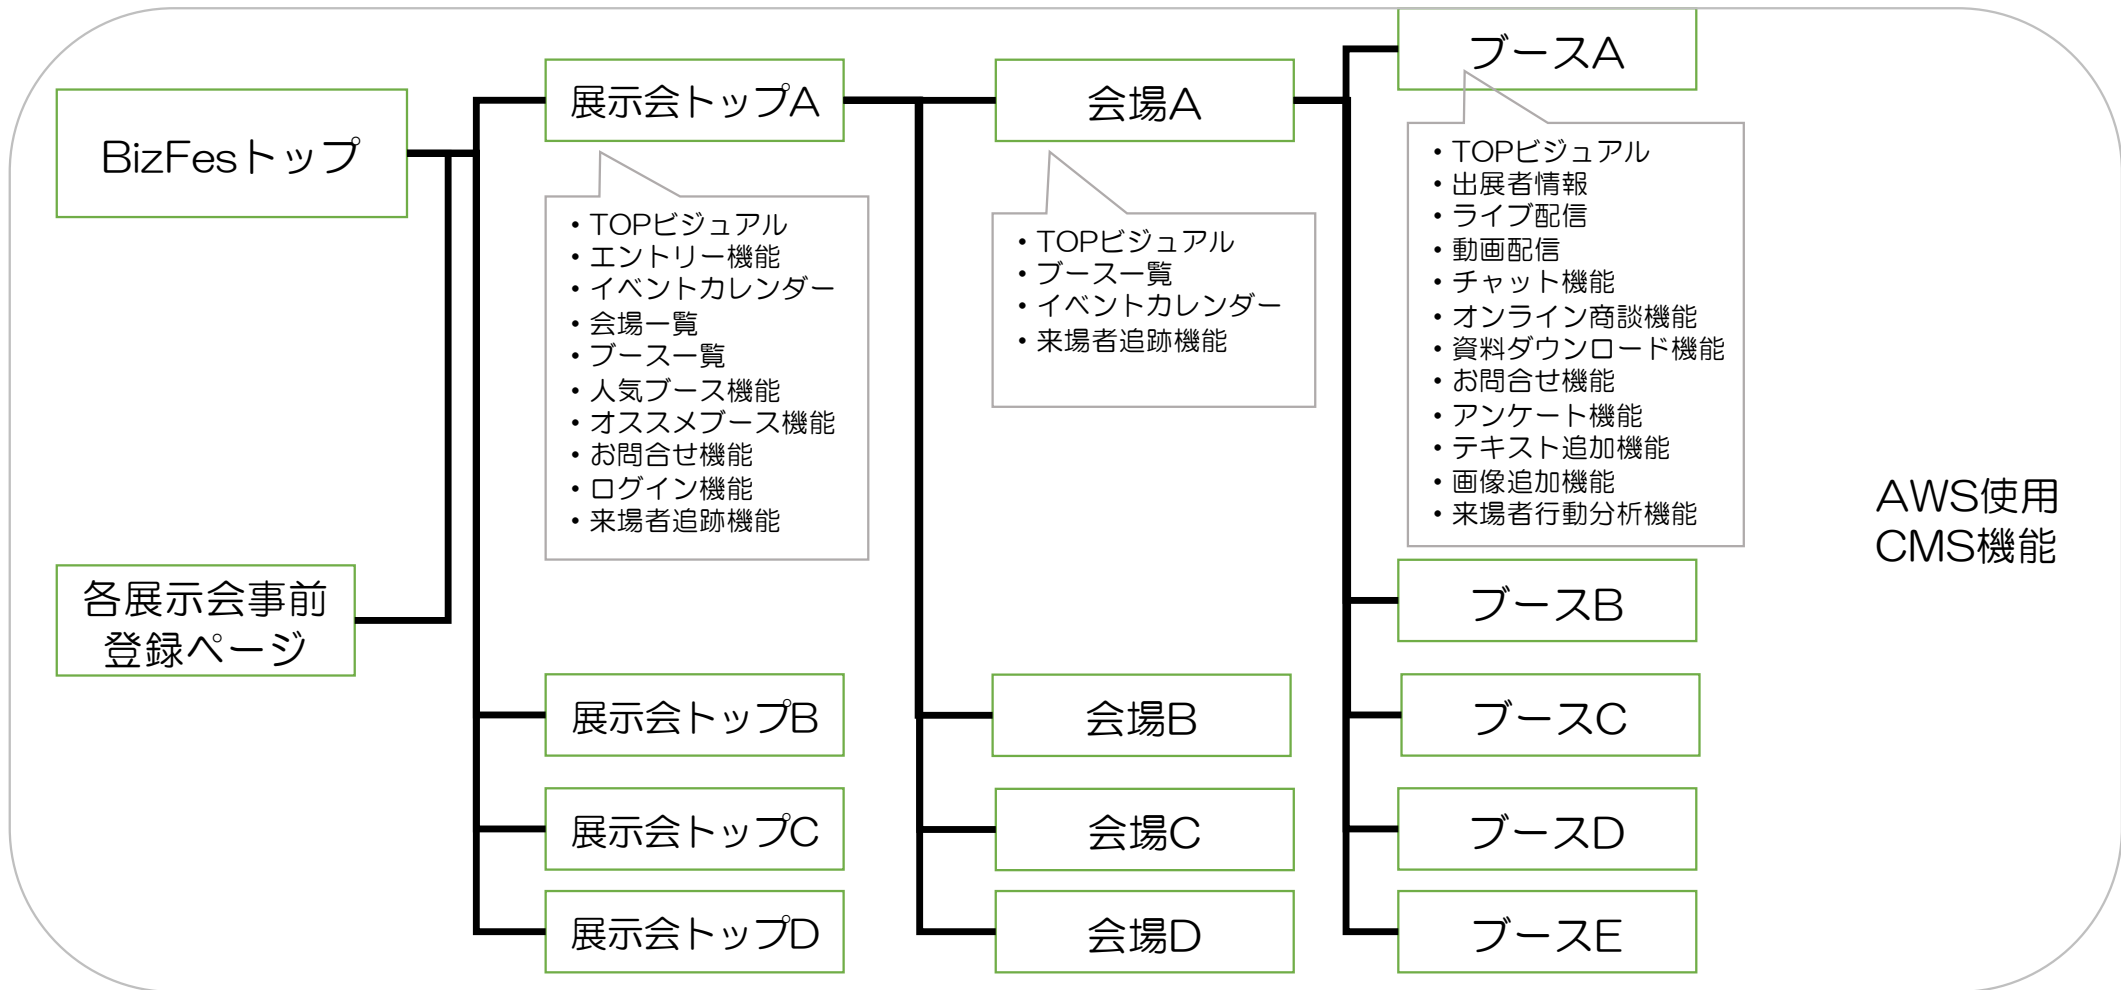 BizFesトップ
各展示会事前
登録ページ
展示会トップA
・TOPビジュアル
・エントリー機能
・イベントカレンダー
・会場一覧
・ブース一覧
・人気ブース機能
・オススメブース機能
・お問合せ機能
・ログイン機能
・来場者追跡機能
展示会トップB
展示会トップC
展示会トップD
会場A
・TOPビジュアル
・ブース一覧
・イベントカレンダー
・来場者追跡機能
会場B
会場C
会場D
ブースA
・TOPビジュアル
・出展者情報
・ライブ配信
・動画配信
・チャット機能
・オンライン商談機能
・資料ダウンロード機能
・お問合せ機能
・アンケート機能
・テキスト追加機能
・画像追加機能
・来場者行動分析機能
ブースB
ブースC
ブースD
ブースE
AWS使用
CMS機能